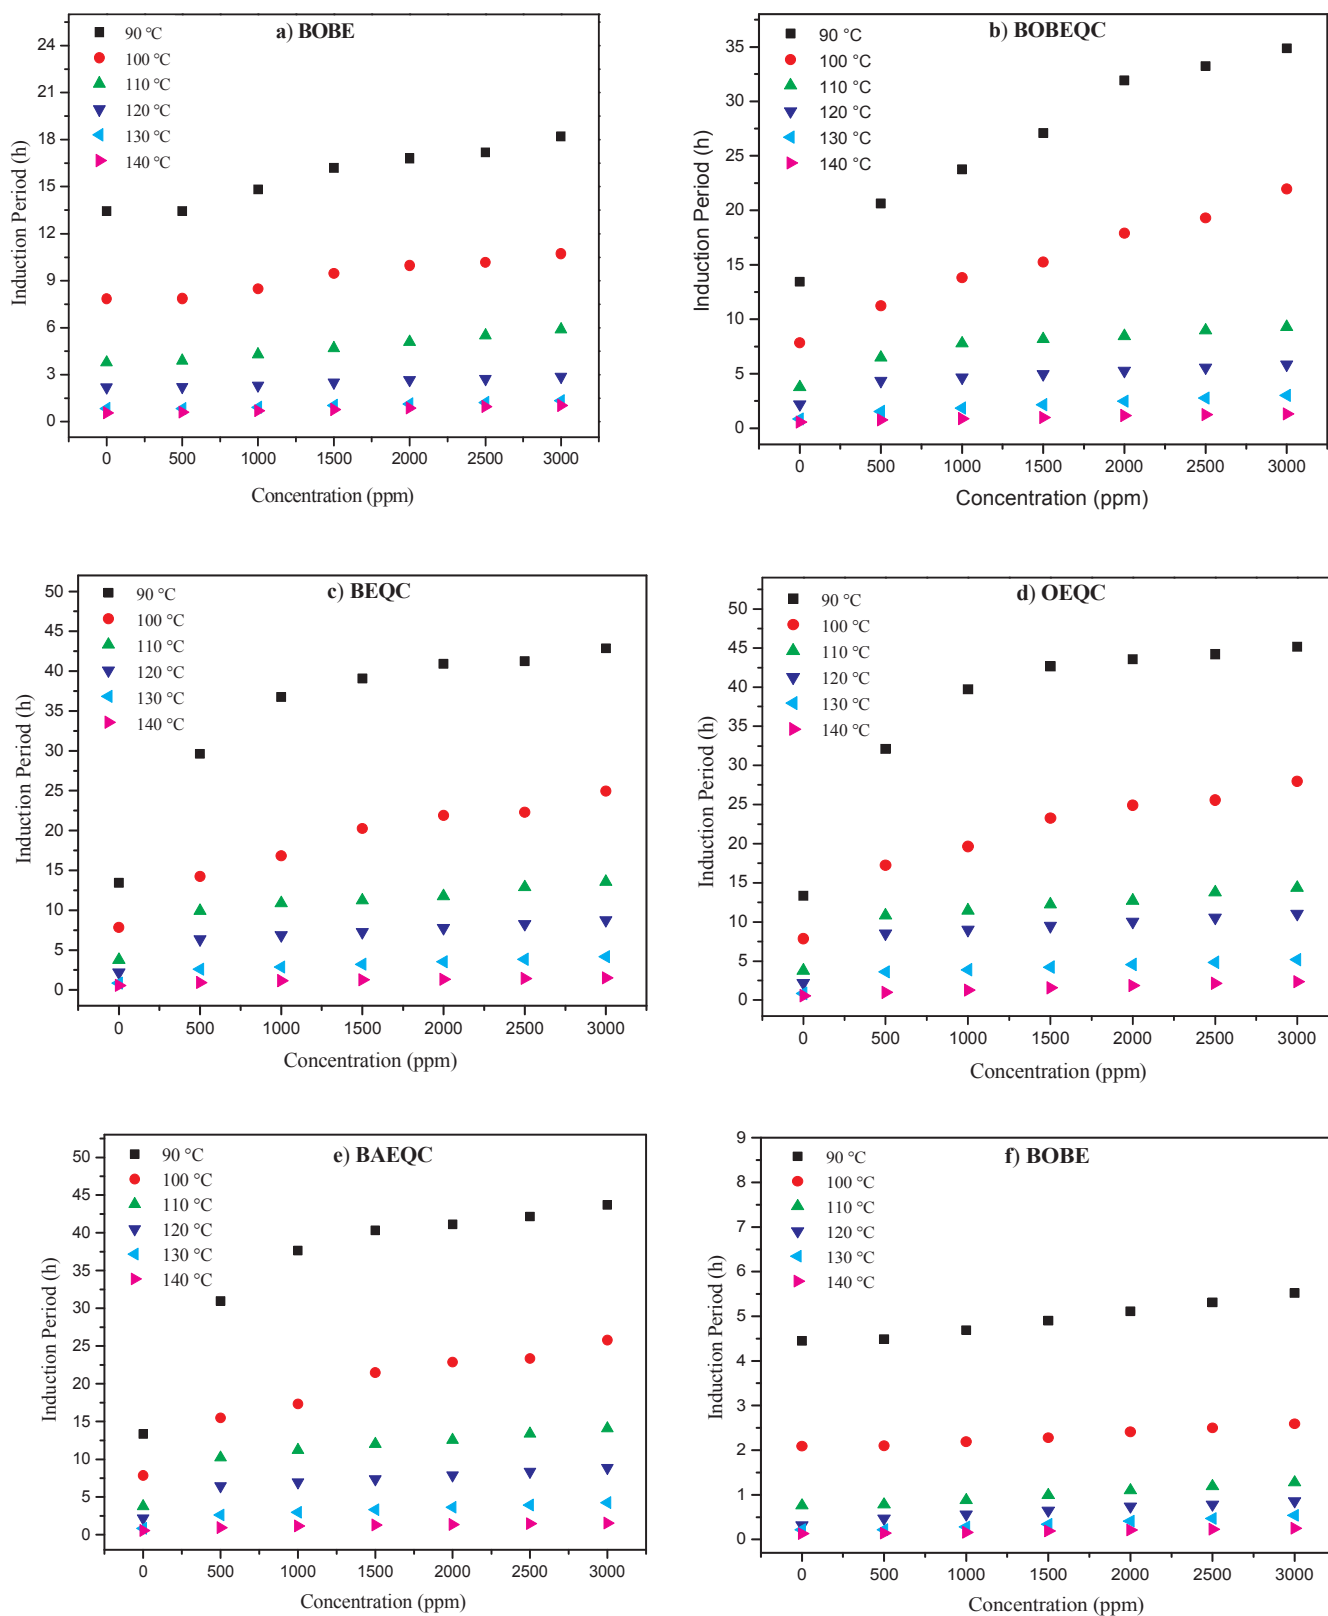 a) BOBE
90 °C
100 °C
110 °C
120 °C
130 °C
140 °C
24
21
18
15
12
9
6
3
0
Induction Period (h)
0 500 1000 1500 2000 2500 3000
Concentration (ppm)
b) BOBEQC
90 °C
100 °C
110 °C
120 °C
130 °C
140 °C
35
30
25
20
15
10
5
0
Induction Period (h)
0 500 1000 1500 2000 2500 3000
Concentration (ppm)
c) BEQC
90 °C
100 °C
110 °C
120 °C
130 °C
140 °C
50
45
40
35
30
25
20
15
10
5
0
Induction Period (h)
0 500 1000 1500 2000 2500 3000
Concentration (ppm)
d) OEQC
90 °C
100 °C
110 °C
120 °C
130 °C
140 °C
50
45
40
35
30
25
20
15
10
5
0
Induction Period (h)
0 500 1000 1500 2000 2500 3000
Concentration (ppm)
e) BAEQC
90 °C
100 °C
110 °C
120 °C
130 °C
140 °C
50
45
40
35
30
25
20
15
10
5
0
Induction Period (h)
0 500 1000 1500 2000 2500 3000
Concentration (ppm)
f) BOBE
90 °C
100 °C
110 °C
120 °C
130 °C
140 °C
9
8
7
6
5
4
3
2
1
0
Induction Period (h)
0 500 1000 1500 2000 2500 3000
Concentration (ppm)